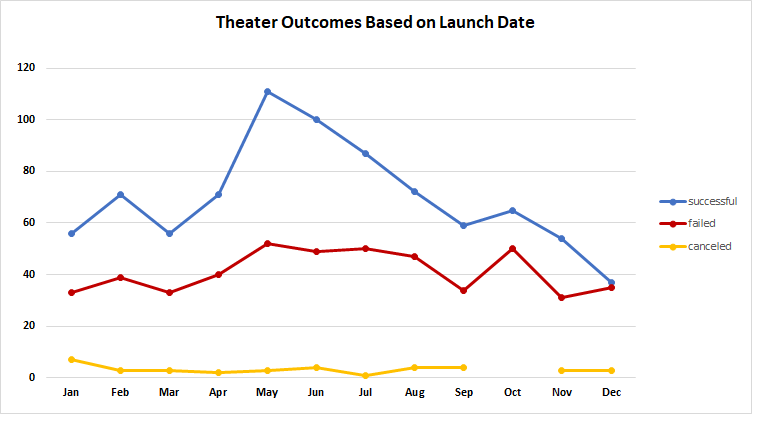 Theater Outcomes Based on Launch Date
120
100
80
60
40
20
0
Jan Feb Mar Apr May Jun Jul Aug Sep Oct Nov Dec
successful
failed
canceled